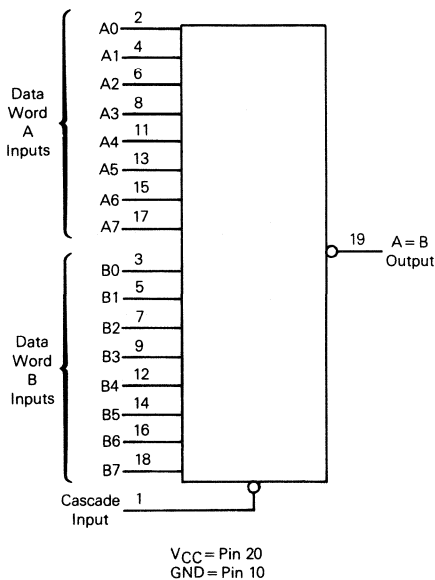 A0 2
A1 4
A2 6
A3 8
A4 11
A5 13
A6 15
A7 17
Data
Word
A
Inputs
B0 3
B1 5
B2 7
B3 9
B4 12
B5 14
B6 16
B7 18
Data
Word
B
Inputs
Cascade
Input
1
19
A = B
Output
VCC = Pin 20
GND = Pin 10